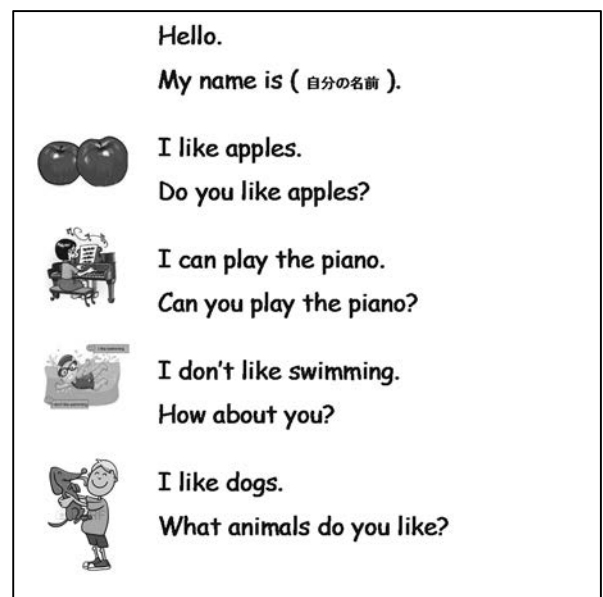 Hello.
My name is ( 自分の名前 ).
I like apples.
Do you like apples?
I can play the piano.
Can you play the piano?
I don't like swimming.
How about you?
I like dogs.
What animals do you like?